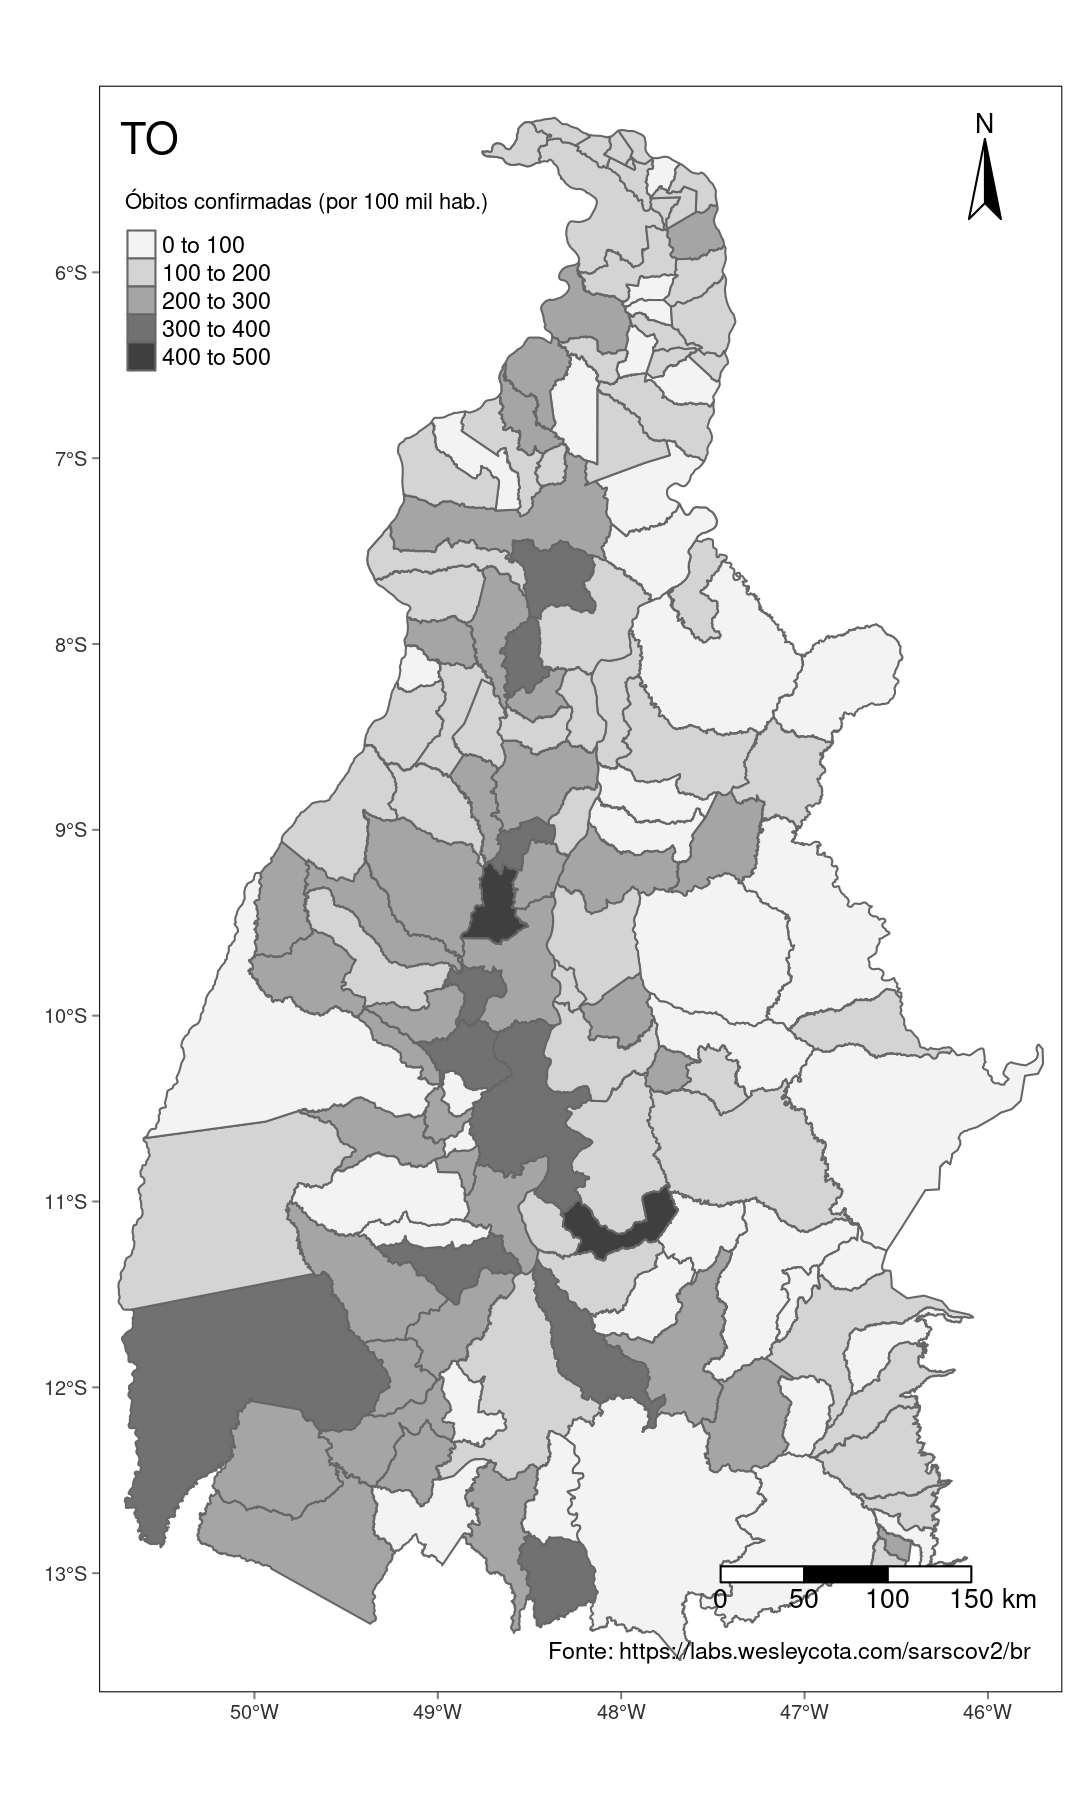 TO
N
Óbitos confirmadas (por 100 mil hab.)
0 to 100
100 to 200
200 to 300
300 to 400
400 to 500
6°S
7°S
8°S
9°S
10°S
11°S
12°S
13°S
0 50 100 150 km
Fonte: https://labs.wesleycota.com/sarscov2/br
50°W 49°W 48°W 47°W 46°W